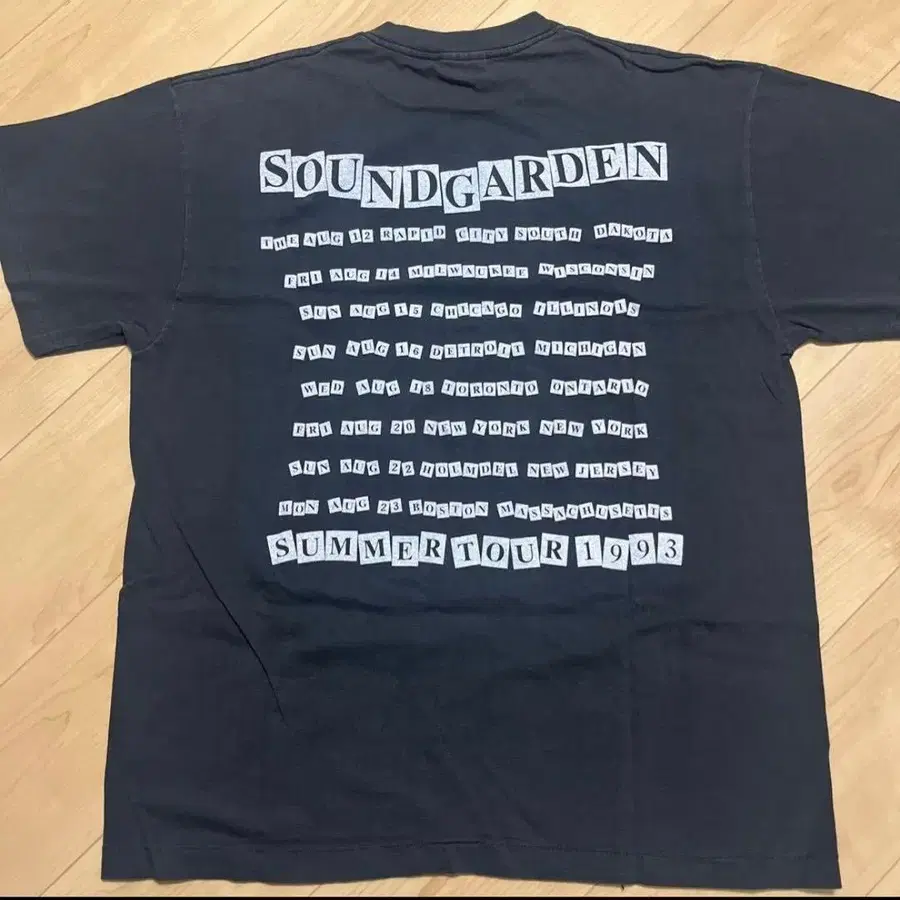 SOUNDGARDEN
THE AUG 12 RAPID CITY SOUTH DAKOTA
FRI AUG 14 MILWAUKEE WISCONSIN
SUN AUG 15 CHICAGO ILLINOIS
SUN AUG 16 DETROIT MICHIGAN
WED AUG 18 TORONTO ONTARIO
FRI AUG 20 NEW YORK NEW YORK
SUN AUG 22 HOLMDEL NEW JERSEY
MON AUG 23 BOSTON MASSACHUSETTS
SUMMER TOUR 1993